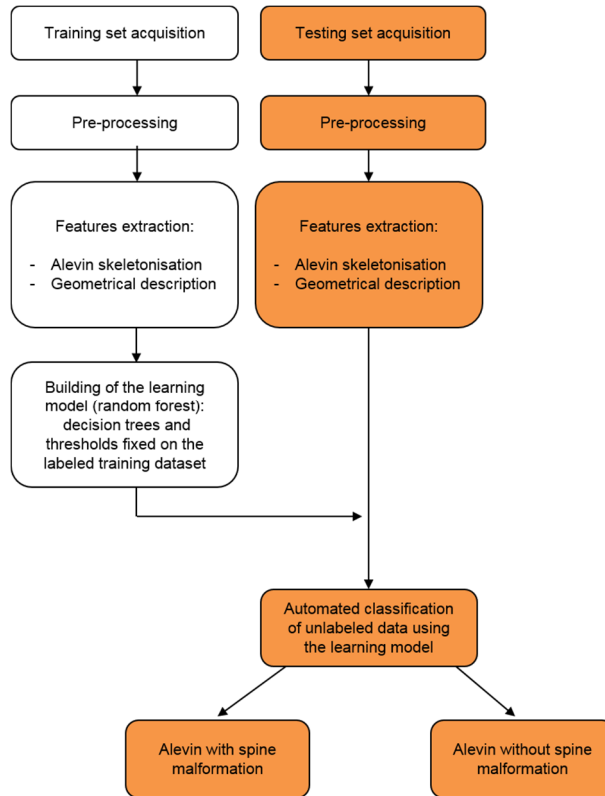 Training set acquisition
Testing set acquisition
Pre-processing
Pre-processing
Features extraction:
- Alevin skeletonisation
- Geometrical description
Features extraction:
- Alevin skeletonisation
- Geometrical description
Building of the learning
model (random forest):
decision trees and
thresholds fixed on the
labeled training dataset
Automated classification
of unlabeled data using
the learning model
Alevin with spine
malformation
Alevin without spine
malformation